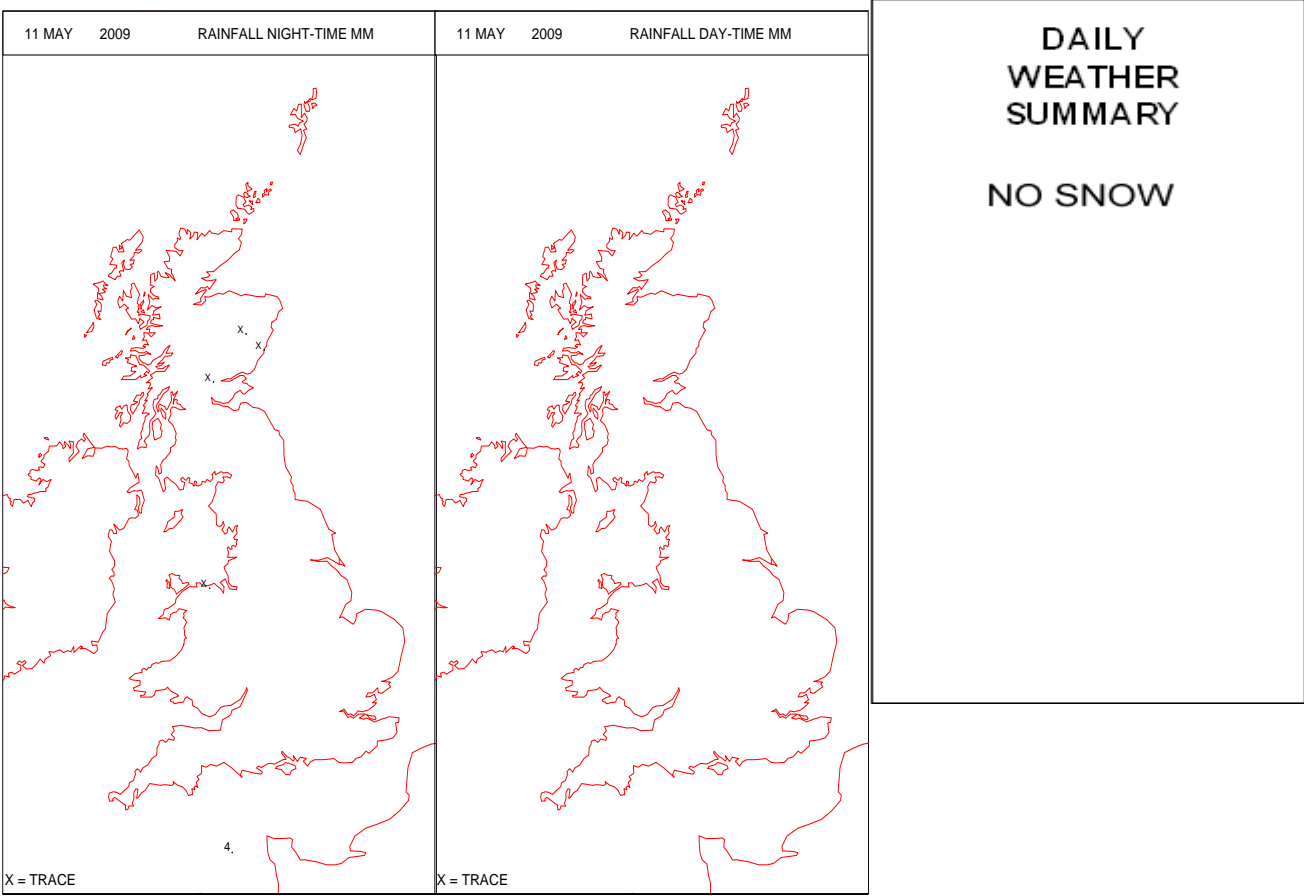 11 MAY 2009 RAINFALL NIGHT-TIME MM
X.
X.
X.
X.
4.
X = TRACE
11 MAY 2009 RAINFALL DAY-TIME MM
X = TRACE
DAILY
WEATHER
SUMMARY
NO SNOW